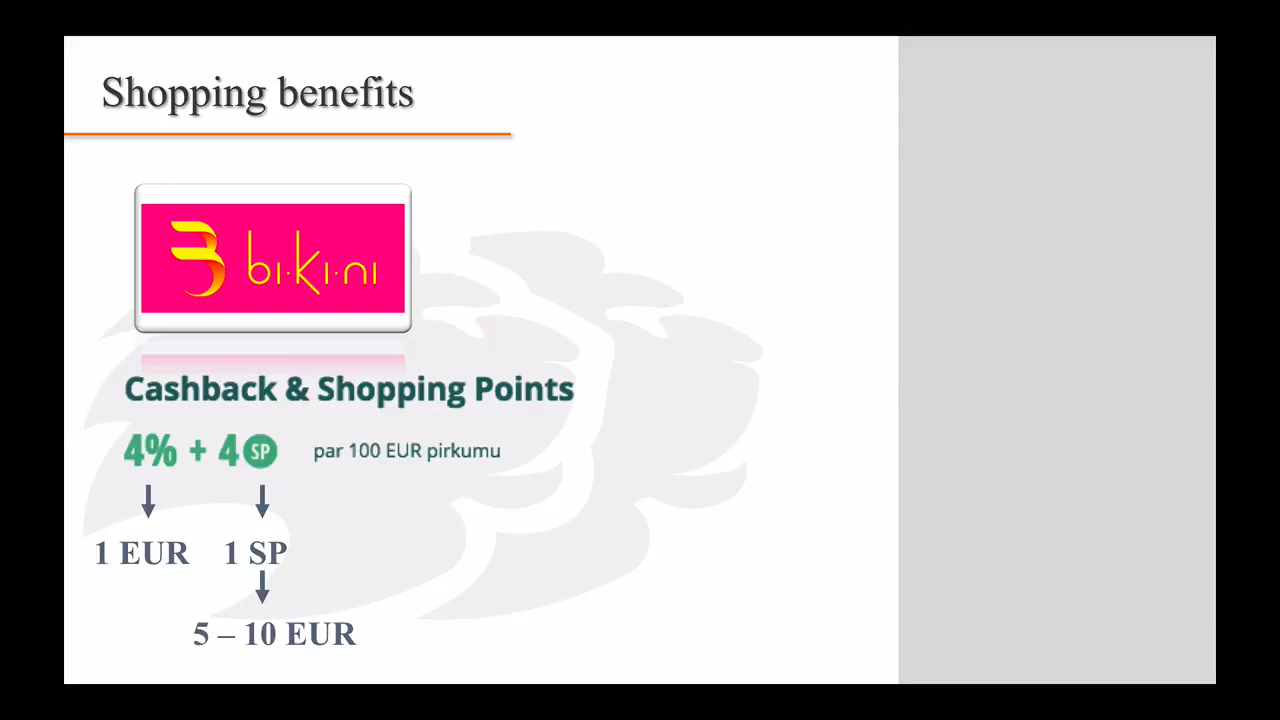 Shopping benefits
bi·ki·ni
Cashback & Shopping Points
4% + 4 SP par 100 EUR pirkumu
1 EUR 1 SP
5 – 10 EUR